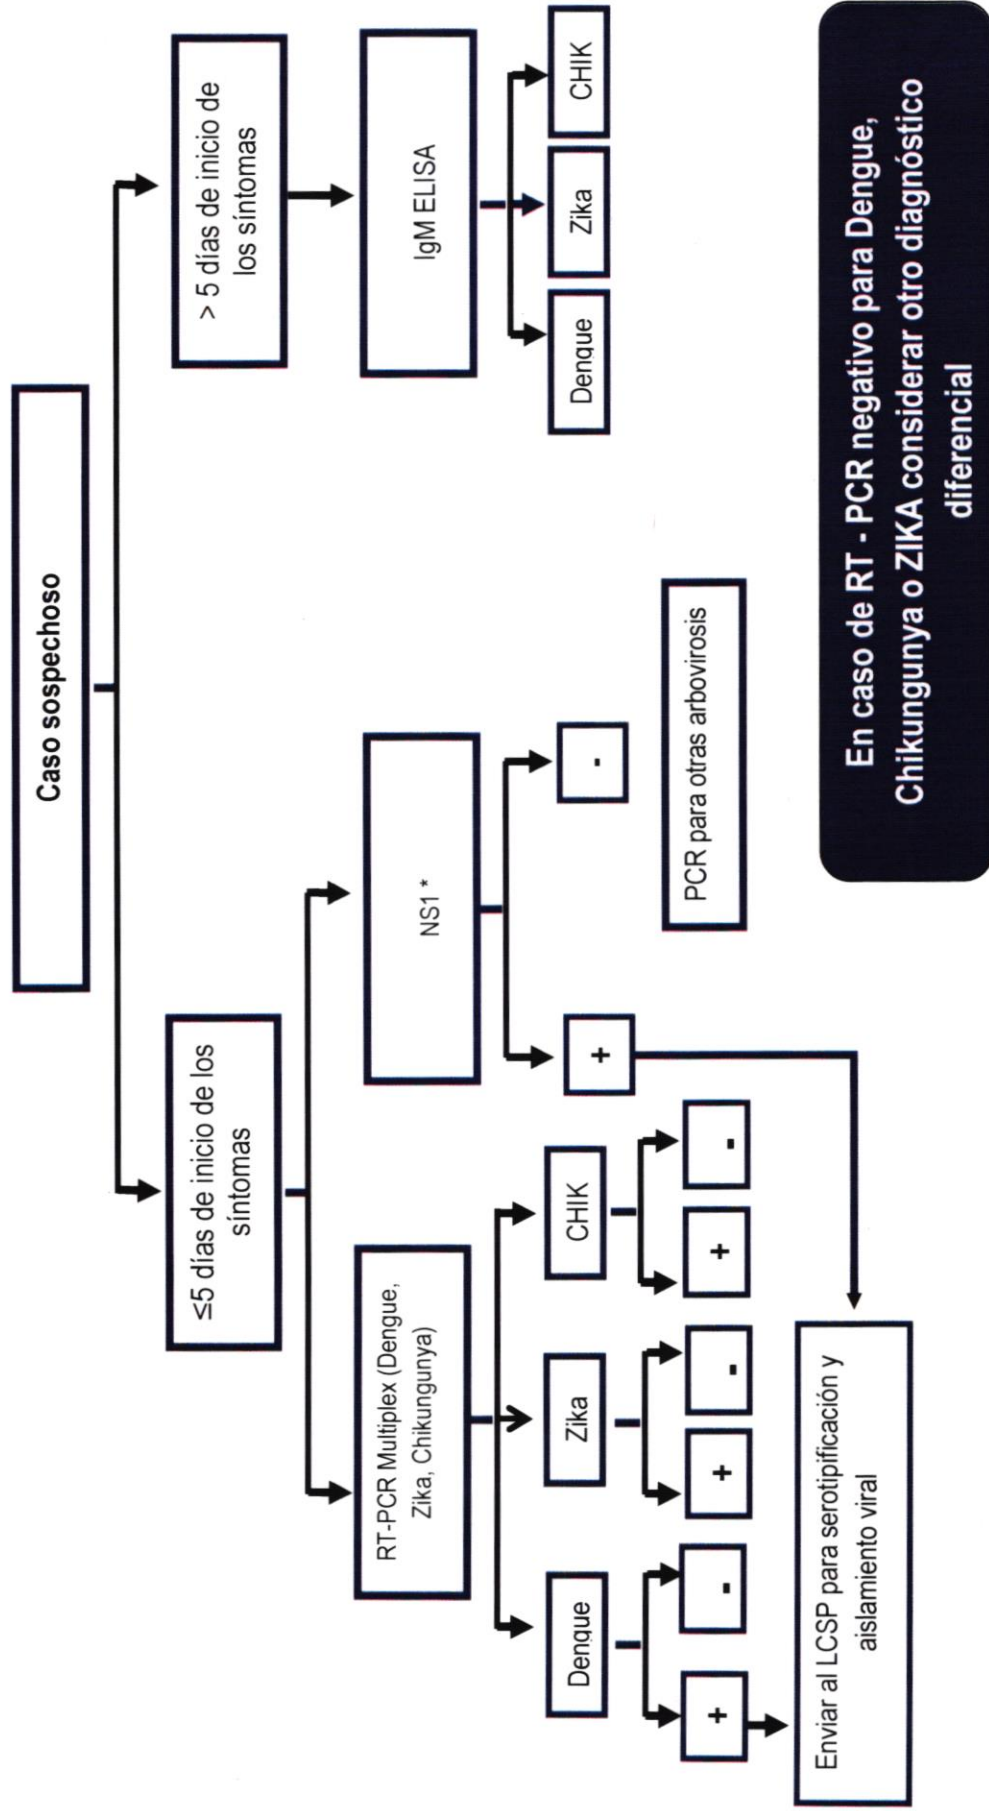 Caso sospechoso
≤5 días de inicio de los
síntomas
> 5 días de inicio de
los síntomas
RT-PCR Multiplex (Dengue,
Zika, Chikungunya)
NS1 *
IgM ELISA
Dengue
Zika
CHIK
+
-
Dengue
Zika
CHIK
+
-
+
-
+
-
PCR para otras arbovirosis
Enviar al LCSP para serotipificación y
aislamiento viral
En caso de RT - PCR negativo para Dengue,
Chikungunya o ZIKA considerar otro diagnóstico
diferencial